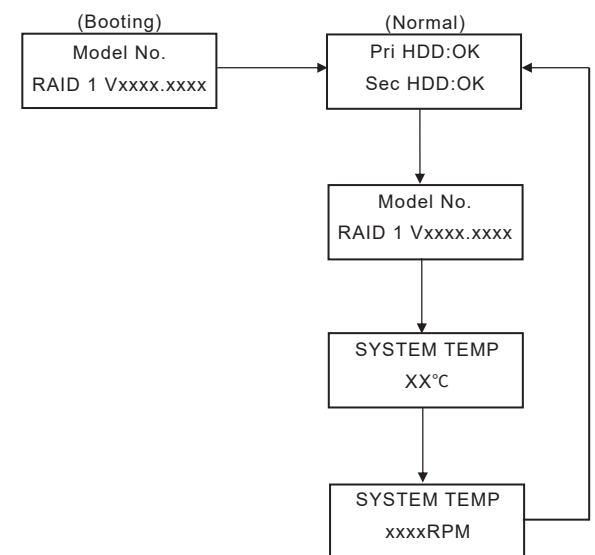 (Booting)
Model No.
RAID 1 Vxxxx.xxxx
(Normal)
Pri HDD:OK
Sec HDD:OK
Model No.
RAID 1 Vxxxx.xxxx
SYSTEM TEMP
XX℃
SYSTEM TEMP
xxxxRPM